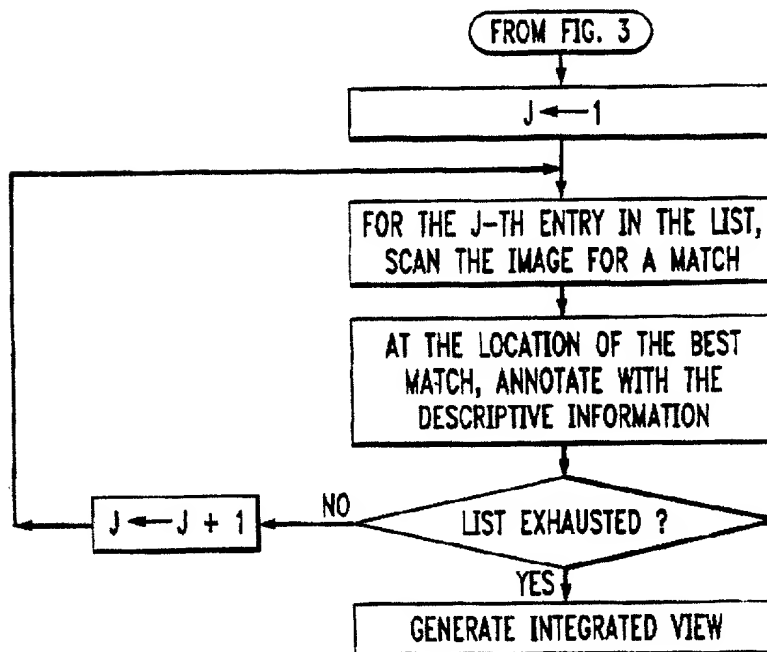 FROM FIG. 3
J ← 1
FOR THE J-TH ENTRY IN THE LIST,
SCAN THE IMAGE FOR A MATCH
AT THE LOCATION OF THE BEST
MATCH, ANNOTATE WITH THE
DESCRIPTIVE INFORMATION
LIST EXHAUSTED ?
NO
J ← J + 1
YES
GENERATE INTEGRATED VIEW